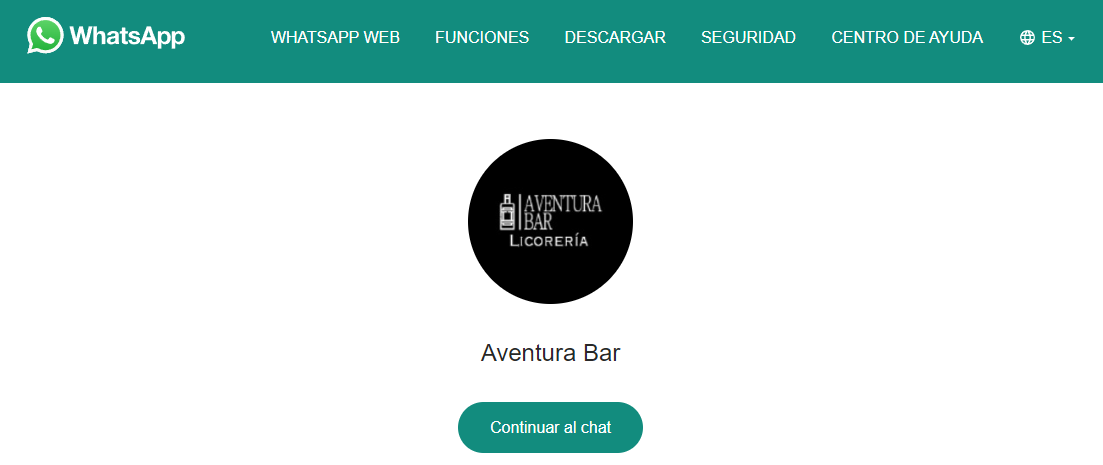 WhatsApp
WHATSAPP WEB
FUNCIONES
DESCARGAR
SEGURIDAD
CENTRO DE AYUDA
ES
AVENTURA
BAR
LICORERÍA
Aventura Bar
Continuar al chat